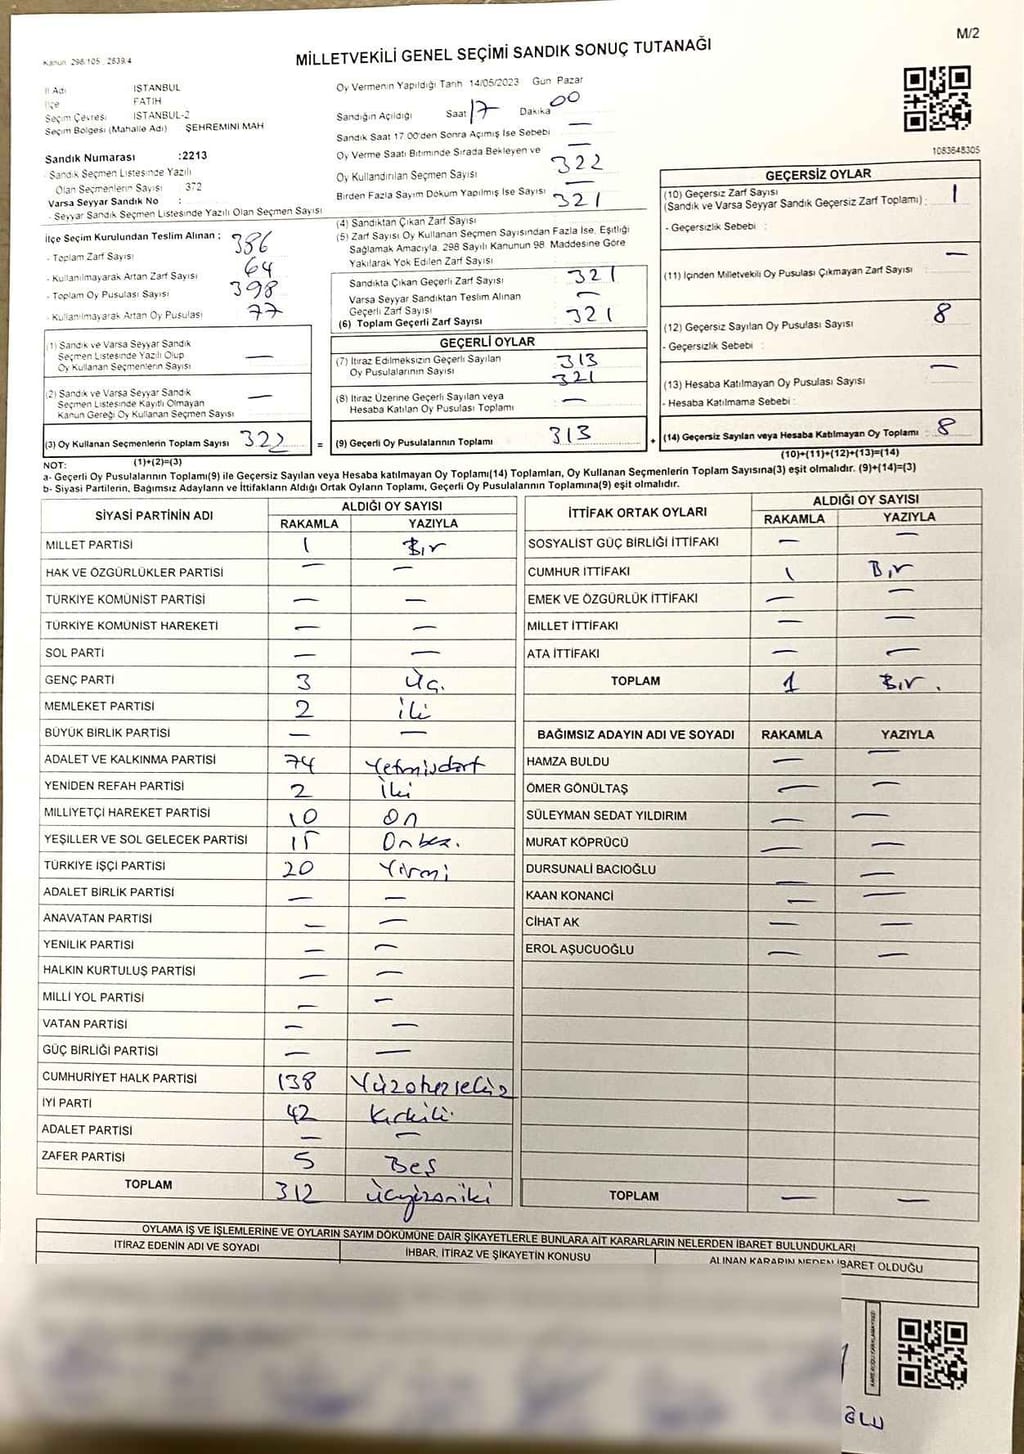 M/2
Kanun 298.105 , 2839.4
MİLLETVEKİLİ GENEL SEÇİMİ SANDIK SONUÇ TUTANAĞI
İl Adı İSTANBUL
İlçe FATİH
Seçim Çevresi İSTANBUL-2
Seçim Bölgesi (Mahalle Adı) ŞEHREMİNİ MAH
Sandık Numarası :2213
- Sandık Seçmen Listesinde Yazılı
Olan Seçmenlerin Sayısı 372
Varsa Seyyar Sandık No :
- Seyyar Sandık Seçmen Listesinde Yazılı Olan Seçmen Sayısı
İlçe Seçim Kurulundan Teslim Alınan :
- Toplam Zarf Sayısı 386
- Kullanılmayarak Artan Zarf Sayısı 64
- Toplam Oy Pusulası Sayısı 398
- Kullanılmayarak Artan Oy Pusulası 77
Oy Vermenin Yapıldığı Tarih 14/05/2023 Gün Pazar
Sandığın Açıldığı Saat 17 Dakika 00
Sandık Saat 17 00'den Sonra Açımış İse Sebebi —
Oy Verme Saati Bitiminde Sırada Bekleyen ve
Oy Kullandırılan Seçmen Sayısı 322
Birden Fazla Sayım Döküm Yapılmış İse Sayısı —
(4) Sandıktan Çıkan Zarf Sayısı 321
(5) Zarf Sayısı Oy Kullanan Seçmen Sayısından Fazla İse, Eşitliği
Sağlamak Amacıyla, 298 Sayılı Kanunun 98 Maddesine Göre
Yakılarak Yok Edilen Zarf Sayısı
Sandıkta Çıkan Geçerli Zarf Sayısı 321
Varsa Seyyar Sandıktan Teslim Alınan
Geçerli Zarf Sayısı —
(6) Toplam Geçerli Zarf Sayısı 321
1083648305
GEÇERSİZ OYLAR
(10) Geçersiz Zarf Sayısı
(Sandık ve Varsa Seyyar Sandık Geçersiz Zarf Toplamı) : 1
- Geçersizlik Sebebi :
(11) İçinden Milletvekili Oy Pusulası Çıkmayan Zarf Sayısı —
(12) Geçersiz Sayılan Oy Pusulası Sayısı 8
- Geçersizlik Sebebi :
(13) Hesaba Katılmayan Oy Pusulası Sayısı —
- Hesaba Katılmama Sebebi :
(14) Geçersiz Sayılan veya Hesaba Katılmayan Oy Toplamı : 8
(10)+(11)+(12)+(13)=(14)
(1) Sandık ve Varsa Seyyar Sandık
Seçmen Listesinde Yazılı Olup
Oy Kullanan Seçmenlerin Sayısı —
(2) Sandık ve Varsa Seyyar Sandık
Seçmen Listesinde Kayıtlı Olmayan
Kanun Gereği Oy Kullanan Seçmen Sayısı —
(3) Oy Kullanan Seçmenlerin Toplam Sayısı 322 =
(1)+(2)=(3)
GEÇERLİ OYLAR
(7) İtiraz Edilmeksizin Geçerli Sayılan
Oy Pusulalarının Sayısı 313
321
(8) İtiraz Üzerine Geçerli Sayılan veya
Hesaba Katılan Oy Pusulası Toplamı —
(9) Geçerli Oy Pusulalarının Toplamı 313 +
NOT:
a- Geçerli Oy Pusulalarının Toplamı(9) ile Geçersiz Sayılan veya Hesaba katılmayan Oy Toplamı(14) Toplamları, Oy Kullanan Seçmenlerin Toplam Sayısına(3) eşit olmalıdır. (9)+(14)=(3)
b- Siyasi Partilerin, Bağımsız Adayların ve İttifakların Aldığı Ortak Oyların Toplamı, Geçerli Oy Pusulalarının Toplamına(9) eşit olmalıdır.
SİYASİ PARTİNİN ADI ALDIĞI OY SAYISI
RAKAMLA YAZIYLA
MİLLET PARTİSİ 1 Bir
HAK VE ÖZGÜRLÜKLER PARTİSİ — —
TÜRKİYE KOMÜNİST PARTİSİ — —
TÜRKİYE KOMÜNİST HAREKETİ — —
SOL PARTİ — —
GENÇ PARTİ 3 Üç.
MEMLEKET PARTİSİ 2 iki
BÜYÜK BİRLİK PARTİSİ — —
ADALET VE KALKINMA PARTİSİ 74 Yetmişdört
YENİDEN REFAH PARTİSİ 2 İki
MİLLİYETÇİ HAREKET PARTİSİ 10 On
YEŞİLLER VE SOL GELECEK PARTİSİ 15 Onbeş.
TÜRKİYE İŞÇİ PARTİSİ 20 Yirmi
ADALET BİRLİK PARTİSİ — —
ANAVATAN PARTİSİ — —
YENİLİK PARTİSİ — —
HALKIN KURTULUŞ PARTİSİ — —
MİLLİ YOL PARTİSİ — —
VATAN PARTİSİ — —
GÜÇ BİRLİĞİ PARTİSİ — —
CUMHURİYET HALK PARTİSİ 138 Yüzotuzsekiz
İYİ PARTİ 42 Kırkiki.
ADALET PARTİSİ — —
ZAFER PARTİSİ 5 Beş
TOPLAM 312 üçyüzoniki
İTTİFAK ORTAK OYLARI ALDIĞI OY SAYISI
RAKAMLA YAZIYLA
SOSYALİST GÜÇ BİRLİĞİ İTTİFAKI — —
CUMHUR İTTİFAKI 1 Bir
EMEK VE ÖZGÜRLÜK İTTİFAKI — —
MİLLET İTTİFAKI — —
ATA İTTİFAKI — —
TOPLAM 1 Bir.
BAĞIMSIZ ADAYIN ADI VE SOYADI RAKAMLA YAZIYLA
HAMZA BULDU — —
ÖMER GÖNÜLTAŞ — —
SÜLEYMAN SEDAT YILDIRIM — —
MURAT KÖPRÜCÜ — —
DURSUNALİ BACIOĞLU — —
KAAN KONANCİ — —
CİHAT AK — —
EROL AŞUCUOĞLU — —
TOPLAM — —
OYLAMA İŞ VE İŞLEMLERİNE VE OYLARIN SAYIM DÖKÜMÜNE DAİR ŞİKAYETLERLE BUNLARA AİT KARARLARIN NELERDEN İBARET BULUNDUKLARI
İTİRAZ EDENİN ADI VE SOYADI İHBAR, İTİRAZ VE ŞİKAYETİN KONUSU ALINAN KARARIN NEDEN İBARET OLDUĞU